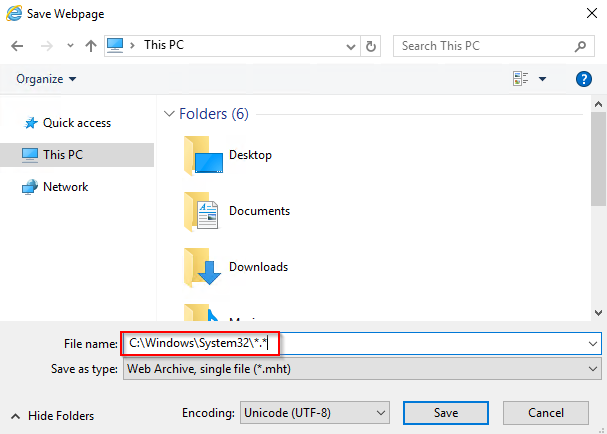 Save Webpage
This PC
Search This PC
Organize
Quick access
This PC
Network
Folders (6)
Desktop
Documents
Downloads
File name:
C:\Windows\System32\*.*
Save as type:
Web Archive, single file (*.mht)
Hide Folders
Encoding:
Unicode (UTF-8)
Save
Cancel